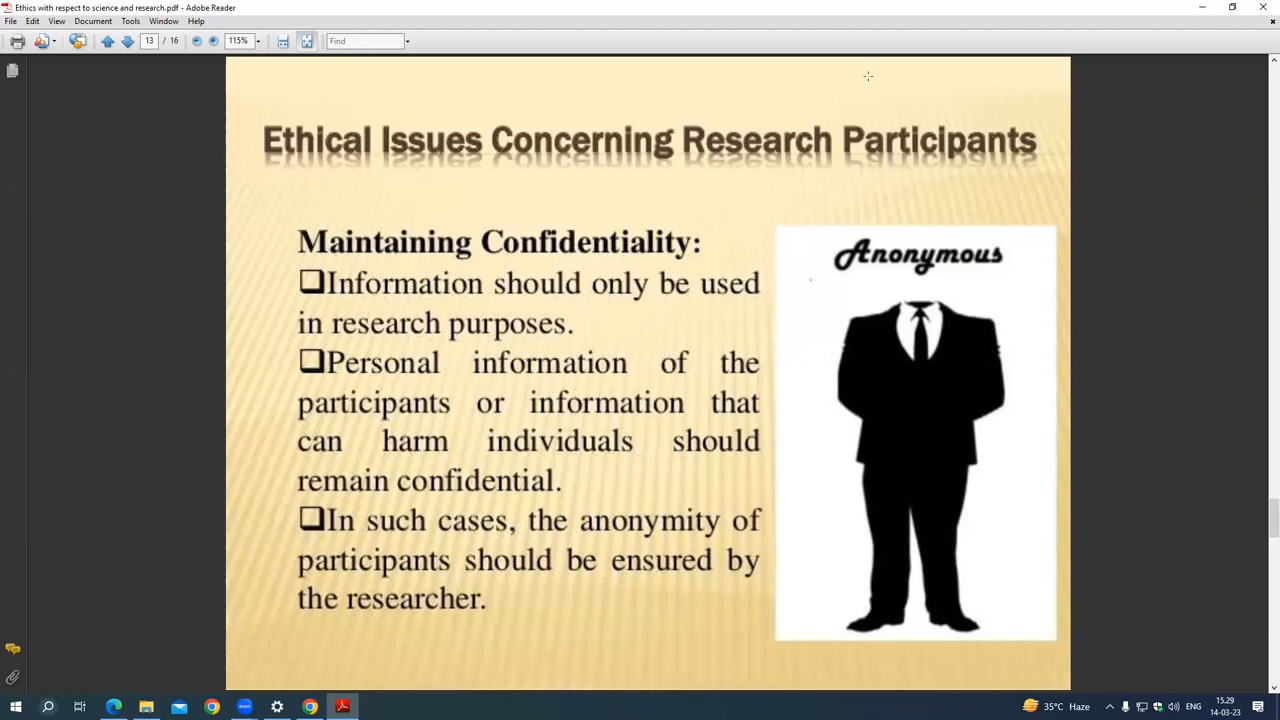 Ethics with respect to science and research.pdf - Adobe Reader
File Edit View Document Tools Window Help
13 / 16 115% Find
Ethical Issues Concerning Research Participants
Maintaining Confidentiality:
Information should only be used
in research purposes.
Personal information of the
participants or information that
can harm individuals should
remain confidential.
In such cases, the anonymity of
participants should be ensured by
the researcher.
Anonymous
35°C Haze
ENG
15.29
14-03-23